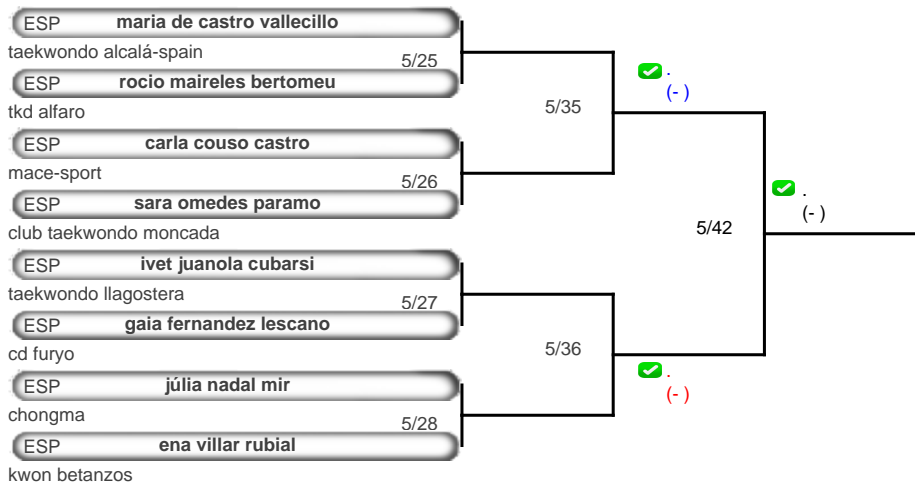 ESP maria de castro vallecillo
taekwondo alcalá-spain
5/25
ESP rocio maireles bertomeu
tkd alfaro
5/35
.
(- )
ESP carla couso castro
mace-sport
5/26
ESP sara omedes paramo
club taekwondo moncada
5/42
.
(- )
ESP ivet juanola cubarsi
taekwondo llagostera
5/27
ESP gaia fernandez lescano
cd furyo
5/36
.
(- )
ESP júlia nadal mir
chongma
5/28
ESP ena villar rubial
kwon betanzos